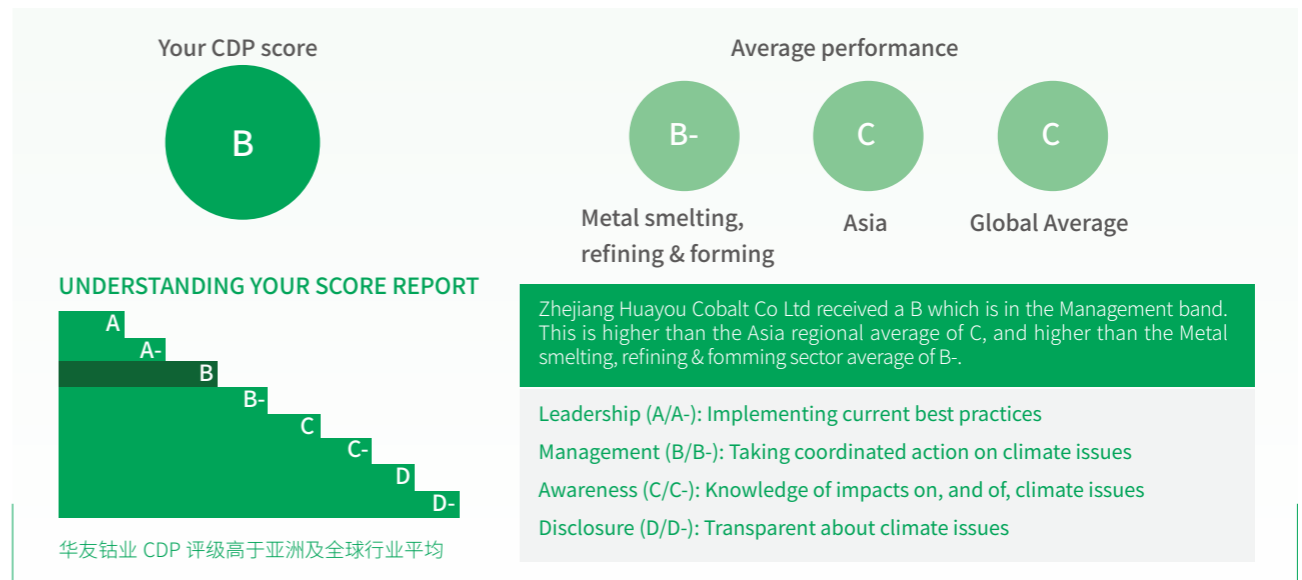 Your CDP score
B
Average performance
B-
C
C
Metal smelting,
refining & forming
Asia
Global Average
UNDERSTANDING YOUR SCORE REPORT
A
A-
B
B-
C
C-
D
D-
华友钴业 CDP 评级高于亚洲及全球行业平均
Zhejiang Huayou Cobalt Co Ltd received a B which is in the Management band.
This is higher than the Asia regional average of C, and higher than the Metal
smelting, refining & fomming sector average of B-.
Leadership (A/A-): Implementing current best practices
Management (B/B-): Taking coordinated action on climate issues
Awareness (C/C-): Knowledge of impacts on, and of, climate issues
Disclosure (D/D-): Transparent about climate issues